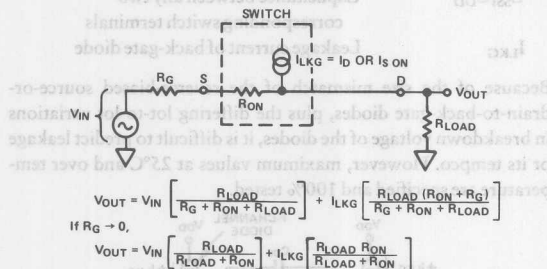 SWITCH
I_LKG = I_D OR I_S ON
R_G
S
R_ON
D
V_OUT
V_IN
R_LOAD
V_OUT = V_IN [ R_LOAD / (R_G + R_ON + R_LOAD) ] + I_LKG [ R_LOAD (R_ON + R_G) / (R_G + R_ON + R_LOAD) ]
If R_G → 0,
V_OUT = V_IN [ R_LOAD / (R_LOAD + R_ON) ] + I_LKG [ R_LOAD R_ON / (R_LOAD + R_ON) ]